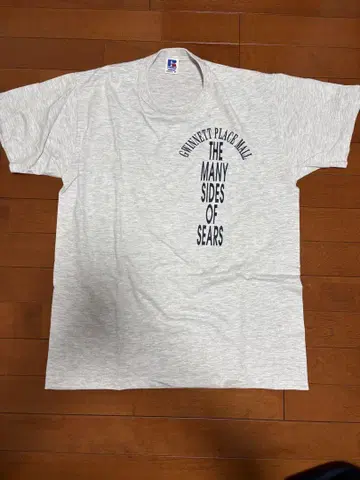 GWINNETT PLACE MALL
THE
MANY
SIDES
OF
SEARS